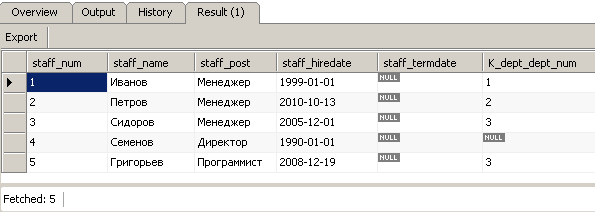 Overview Output History Result (1)
Export
staff_num staff_name staff_post staff_hiredate staff_termdate K_dept_dept_num
1 Иванов Менеджер 1999-01-01 NULL 1
2 Петров Менеджер 2010-10-13 NULL 2
3 Сидоров Менеджер 2005-12-01 NULL 3
4 Семенов Директор 1990-01-01 NULL NULL
5 Григорьев Программист 2008-12-19 NULL 3
Fetched: 5